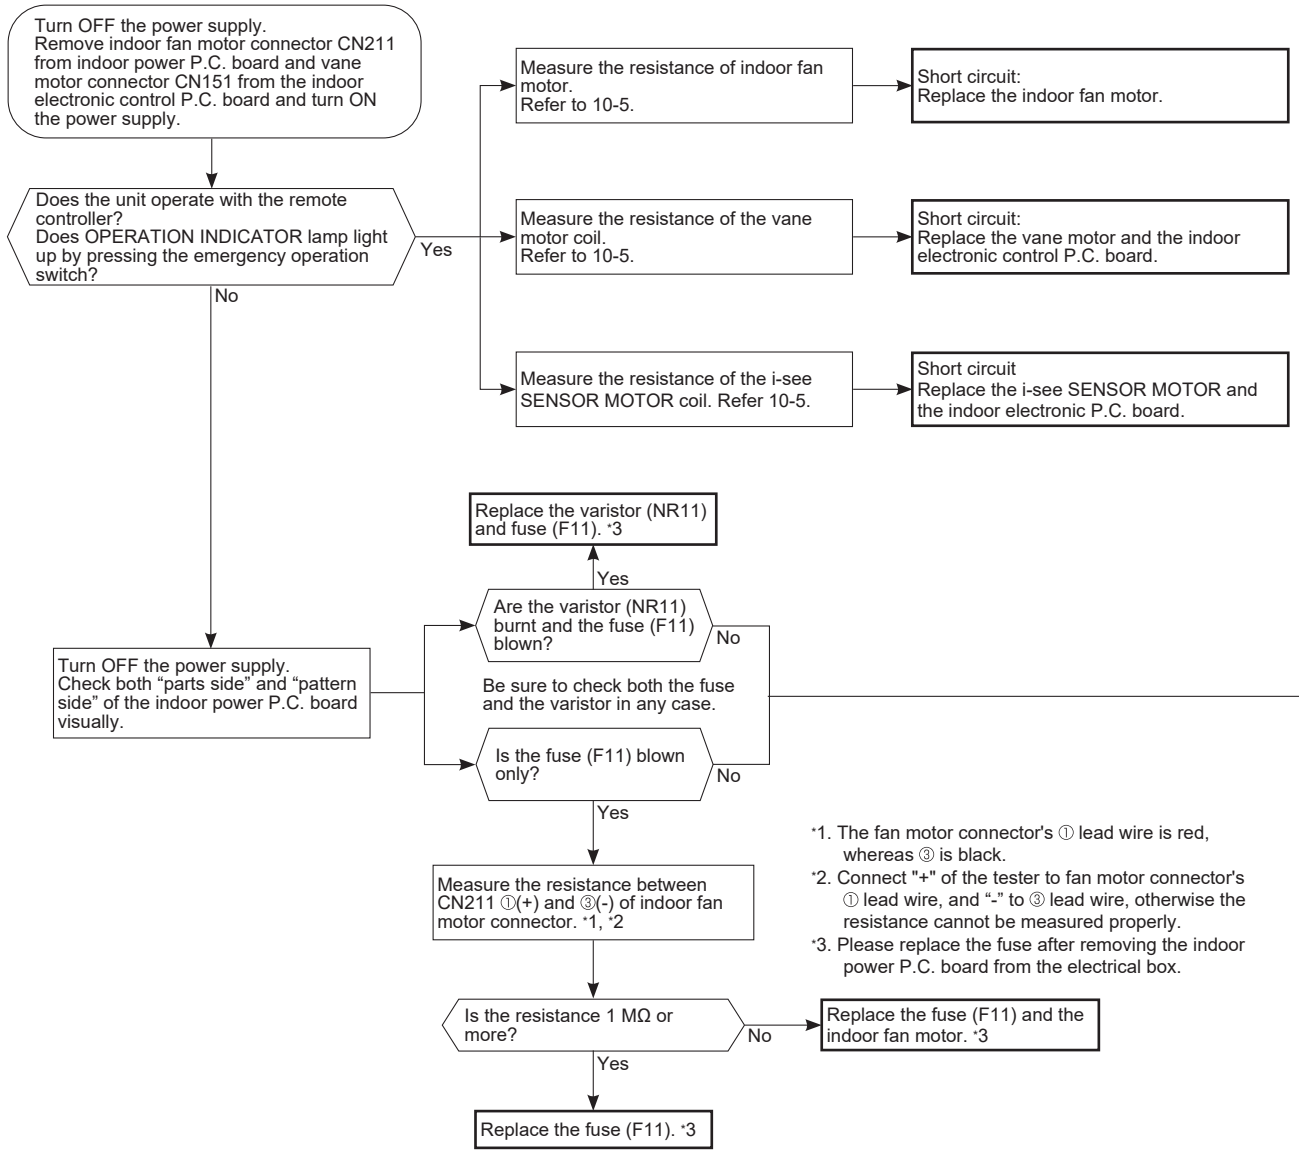 Turn OFF the power supply.
Remove indoor fan motor connector CN211
from indoor power P.C. board and vane
motor connector CN151 from the indoor
electronic control P.C. board and turn ON
the power supply.
Does the unit operate with the remote
controller?
Does OPERATION INDICATOR lamp light
up by pressing the emergency operation
switch?
Yes
No
Measure the resistance of indoor fan
motor.
Refer to 10-5.
Short circuit:
Replace the indoor fan motor.
Measure the resistance of the vane
motor coil.
Refer to 10-5.
Short circuit:
Replace the vane motor and the indoor
electronic control P.C. board.
Measure the resistance of the i-see
SENSOR MOTOR coil. Refer 10-5.
Short circuit
Replace the i-see SENSOR MOTOR and
the indoor electronic P.C. board.
Turn OFF the power supply.
Check both “parts side” and “pattern
side” of the indoor power P.C. board
visually.
Replace the varistor (NR11)
and fuse (F11). *3
Yes
Are the varistor (NR11)
burnt and the fuse (F11)
blown?
No
Be sure to check both the fuse
and the varistor in any case.
Is the fuse (F11) blown
only?
No
Yes
Measure the resistance between
CN211 ①(+) and ③(-) of indoor fan
motor connector. *1, *2
Is the resistance 1 MΩ or
more?
No
Replace the fuse (F11) and the
indoor fan motor. *3
Yes
Replace the fuse (F11). *3
*1. The fan motor connector's ① lead wire is red,
whereas ③ is black.
*2. Connect "+" of the tester to fan motor connector's
① lead wire, and “-” to ③ lead wire, otherwise the
resistance cannot be measured properly.
*3. Please replace the fuse after removing the indoor
power P.C. board from the electrical box.